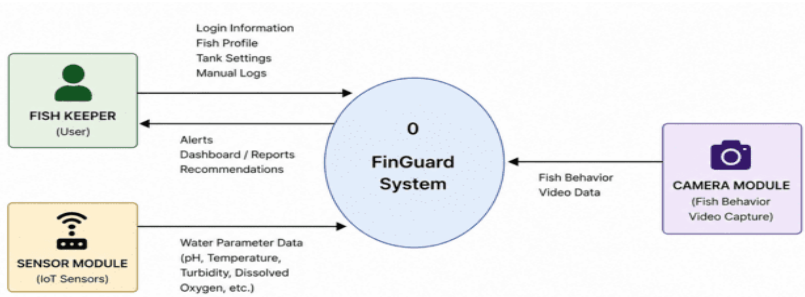 Login Information
Fish Profile
Tank Settings
Manual Logs
FISH KEEPER
(User)
Alerts
Dashboard / Reports
Recommendations
0
FinGuard
System
Fish Behavior
Video Data
CAMERA MODULE
(Fish Behavior
Video Capture)
SENSOR MODULE
(IoT Sensors)
Water Parameter Data
(pH, Temperature,
Turbidity, Dissolved
Oxygen, etc.)